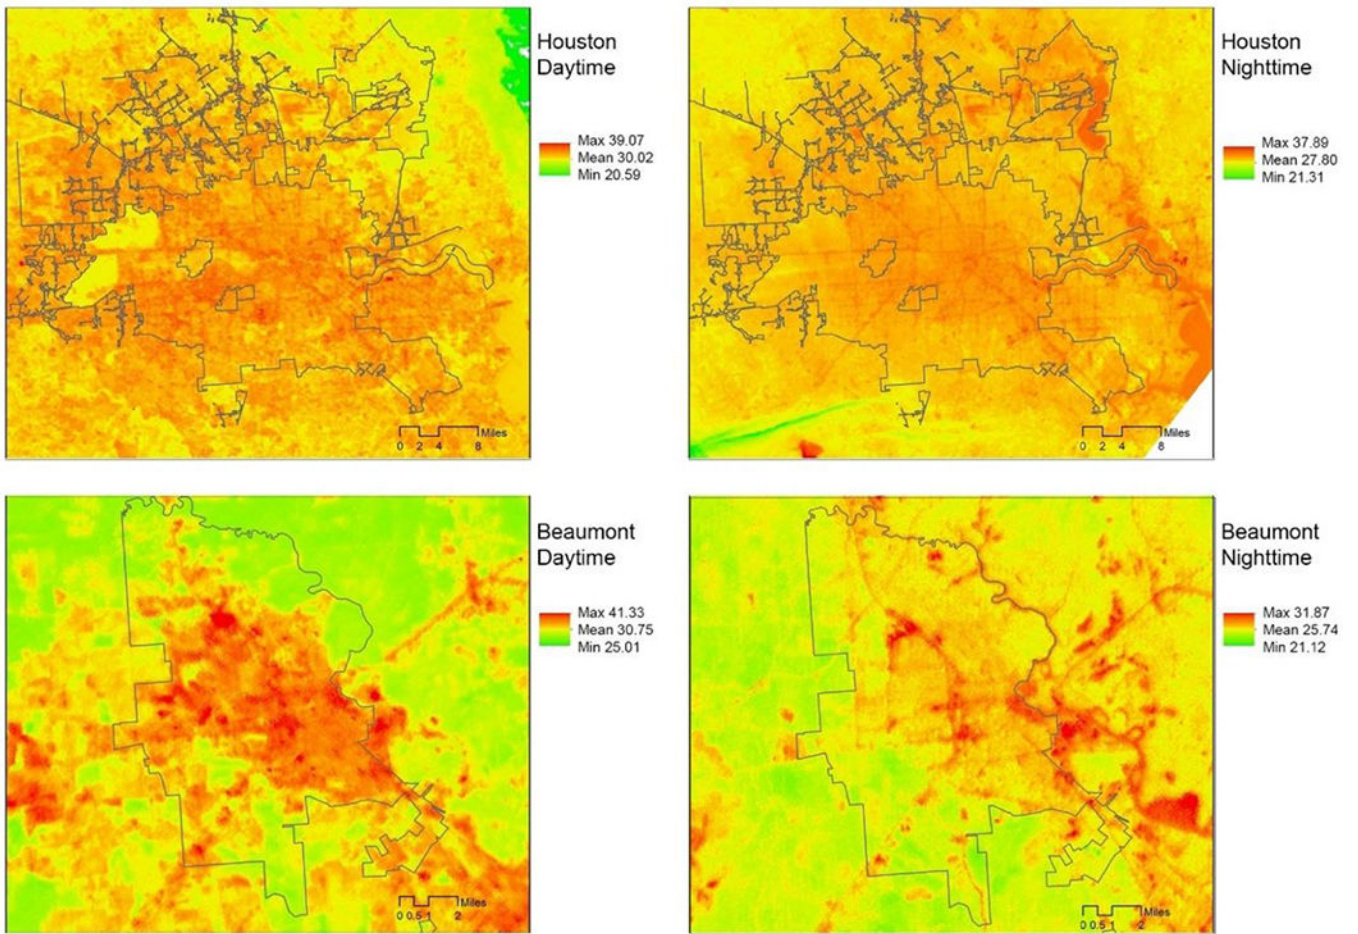 Houston
Daytime
Max 39.07
Mean 30.02
Min 20.59
Miles
0 2 4 8
Houston
Nighttime
Max 37.89
Mean 27.80
Min 21.31
Miles
0 2 4 8
Beaumont
Daytime
Max 41.33
Mean 30.75
Min 25.01
Miles
0 0.5 1 2
Beaumont
Nighttime
Max 31.87
Mean 25.74
Min 21.12
Miles
0 0.5 1 2